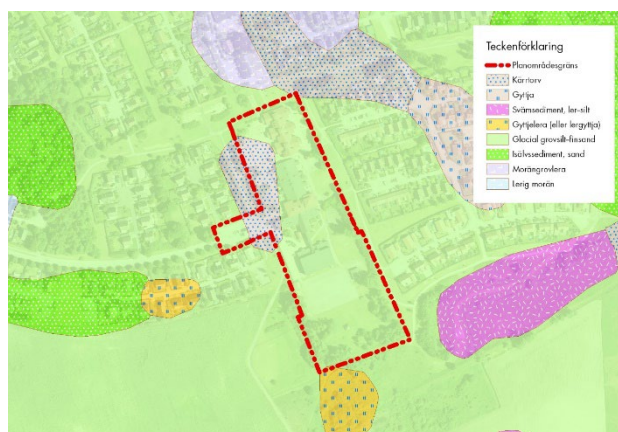 Teckenförklaring
Planområdesgräns
Kärrtorv
Gyttja
Svämsediment, ler-silt
Gyttjelera (eller lergyttja)
Glacial grovsilt-finsand
Isälvssediment, sand
Morängrovlera
Lerig morän